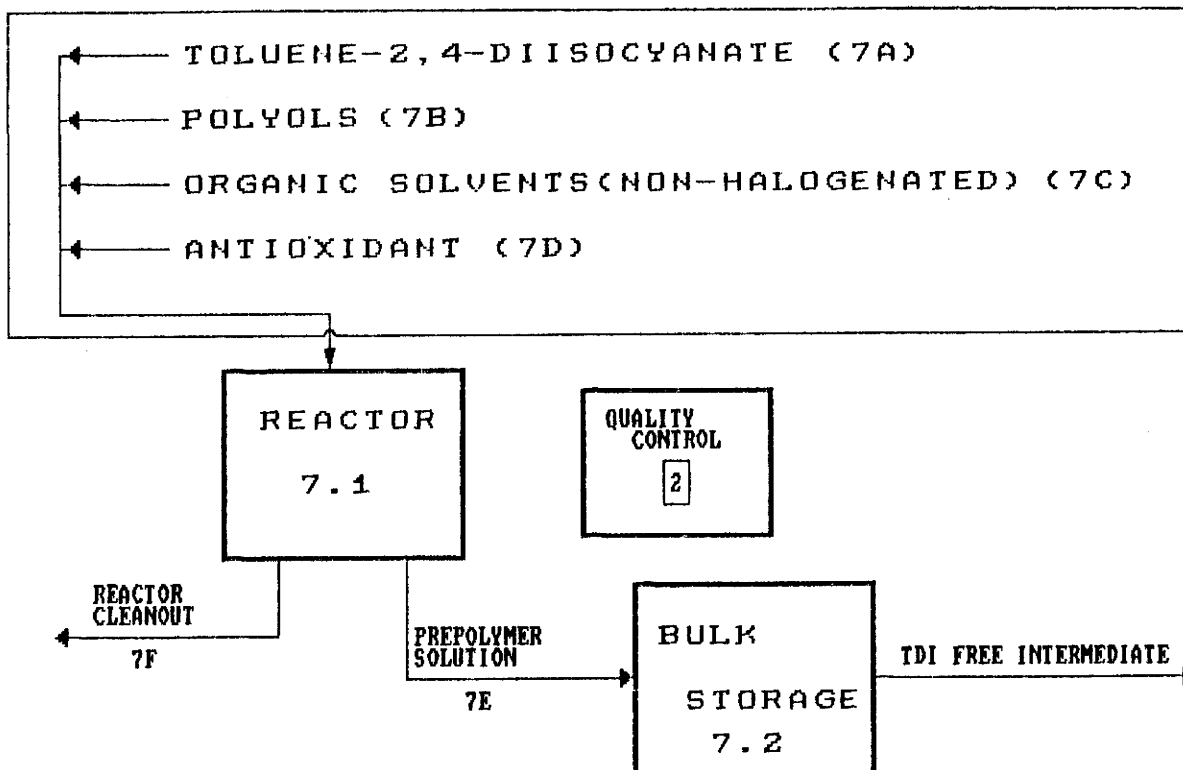 TOLUENE-2,4-DIISOCYANATE (7A)
POLYOLS (7B)
ORGANIC SOLVENTS(NON-HALOGENATED) (7C)
ANTIOXIDANT (7D)
REACTOR
7.1
QUALITY
CONTROL
2
REACTOR
CLEANOUT
7F
PREPOLYMER
SOLUTION
7E
BULK
STORAGE
7.2
TDI FREE INTERMEDIATE